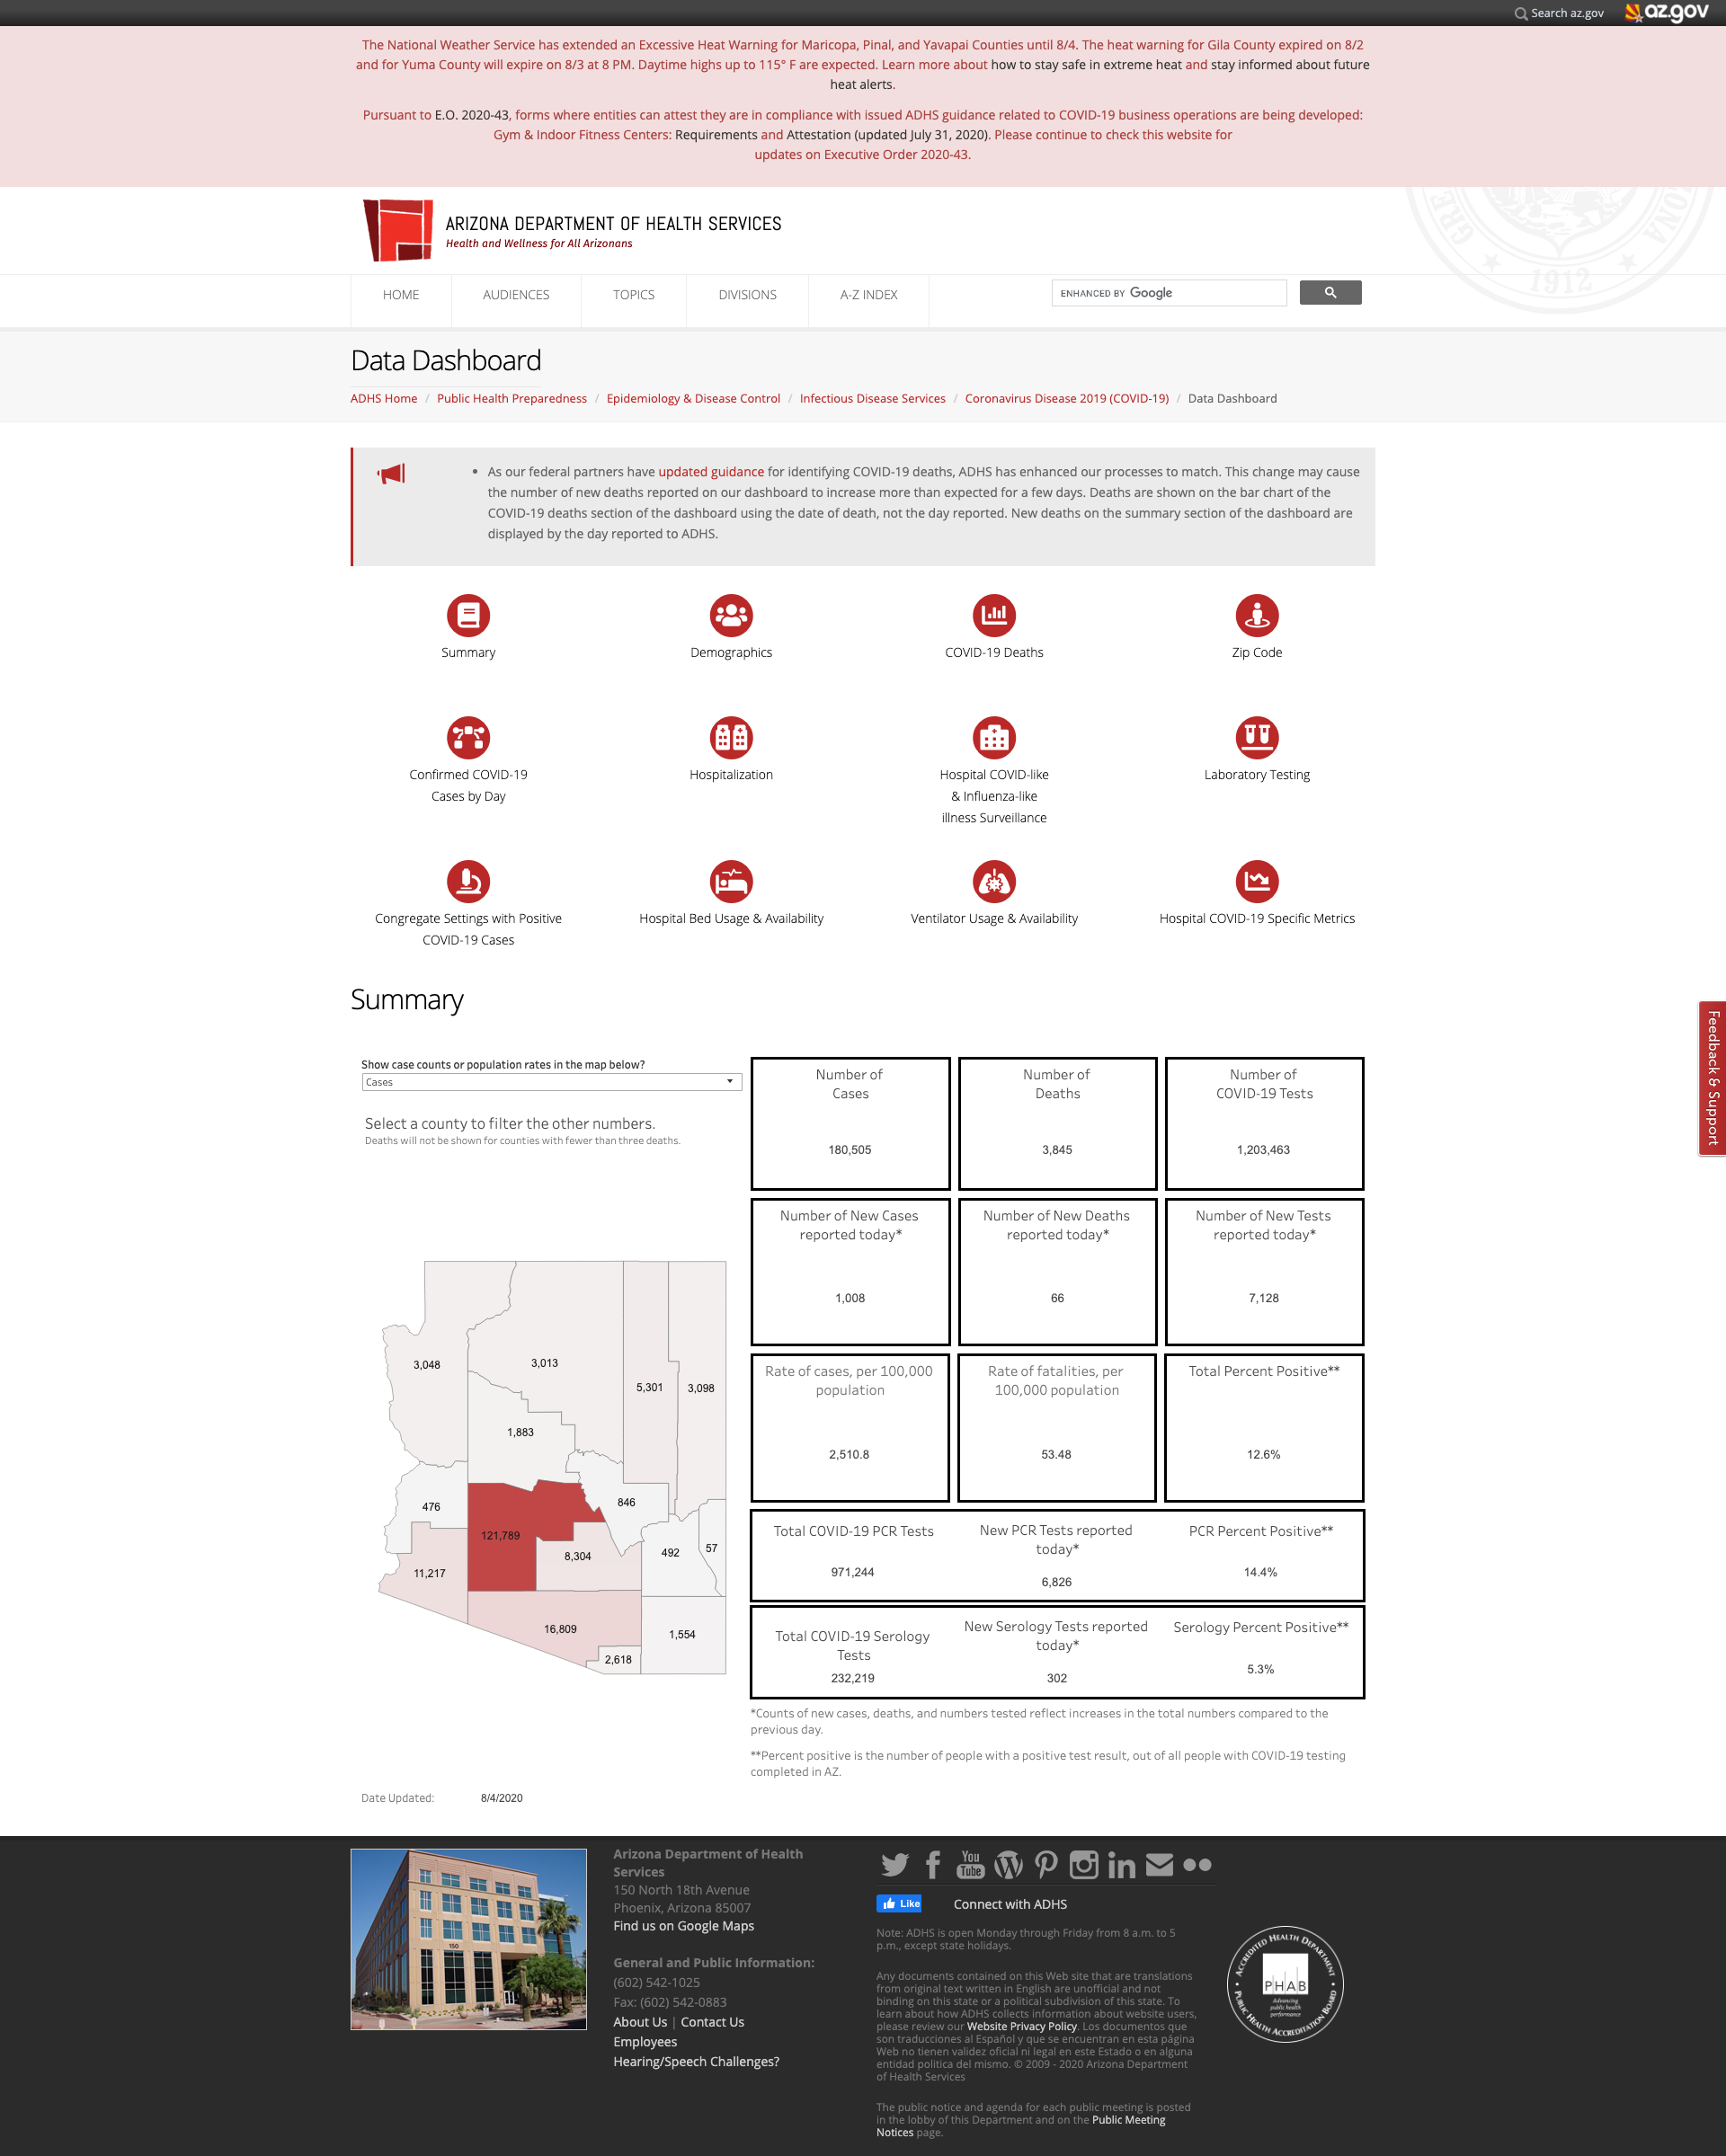 Search az.gov
az.gov
The National Weather Service has extended an Excessive Heat Warning for Maricopa, Pinal, and Yavapai Counties until 8/4. The heat warning for Gila County expired on 8/2
and for Yuma County will expire on 8/3 at 8 PM. Daytime highs up to 115° F are expected. Learn more about how to stay safe in extreme heat and stay informed about future
heat alerts.
Pursuant to E.O. 2020-43, forms where entities can attest they are in compliance with issued ADHS guidance related to COVID-19 business operations are being developed:
Gym & Indoor Fitness Centers: Requirements and Attestation (updated July 31, 2020). Please continue to check this website for
updates on Executive Order 2020-43.
ARIZONA DEPARTMENT OF HEALTH SERVICES
Health and Wellness for All Arizonans
1912
HOME
AUDIENCES
TOPICS
DIVISIONS
A-Z INDEX
ENHANCED BY Google
Data Dashboard
ADHS Home / Public Health Preparedness / Epidemiology & Disease Control / Infectious Disease Services / Coronavirus Disease 2019 (COVID-19) / Data Dashboard
• As our federal partners have updated guidance for identifying COVID-19 deaths, ADHS has enhanced our processes to match. This change may cause
the number of new deaths reported on our dashboard to increase more than expected for a few days. Deaths are shown on the bar chart of the
COVID-19 deaths section of the dashboard using the date of death, not the day reported. New deaths on the summary section of the dashboard are
displayed by the day reported to ADHS.
Summary
Demographics
COVID-19 Deaths
Zip Code
Confirmed COVID-19
Cases by Day
Hospitalization
Hospital COVID-like
& Influenza-like
illness Surveillance
Laboratory Testing
Congregate Settings with Positive
COVID-19 Cases
Hospital Bed Usage & Availability
Ventilator Usage & Availability
Hospital COVID-19 Specific Metrics
Summary
Feedback & Support
Show case counts or population rates in the map below?
Cases
Select a county to filter the other numbers.
Deaths will not be shown for counties with fewer than three deaths.
3,048
3,013
5,301
3,098
1,883
476
846
121,789
8,304
492
57
11,217
16,809
1,554
2,618
Number of
Cases
180,505
Number of
Deaths
3,845
Number of
COVID-19 Tests
1,203,463
Number of New Cases
reported today*
1,008
Number of New Deaths
reported today*
66
Number of New Tests
reported today*
7,128
Rate of cases, per 100,000
population
2,510.8
Rate of fatalities, per
100,000 population
53.48
Total Percent Positive**
12.6%
Total COVID-19 PCR Tests
971,244
New PCR Tests reported
today*
6,826
PCR Percent Positive**
14.4%
Total COVID-19 Serology
Tests
232,219
New Serology Tests reported
today*
302
Serology Percent Positive**
5.3%
*Counts of new cases, deaths, and numbers tested reflect increases in the total numbers compared to the
previous day.
**Percent positive is the number of people with a positive test result, out of all people with COVID-19 testing
completed in AZ.
Date Updated: 8/4/2020
150
Arizona Department of Health
Services
150 North 18th Avenue
Phoenix, Arizona 85007
Find us on Google Maps
General and Public Information:
(602) 542-1025
Fax: (602) 542-0883
About Us | Contact Us
Employees
Hearing/Speech Challenges?
You
Tube
Like
Connect with ADHS
Note: ADHS is open Monday through Friday from 8 a.m. to 5
p.m., except state holidays.
Any documents contained on this Web site that are translations
from original text written in English are unofficial and not
binding on this state or a political subdivision of this state. To
learn about how ADHS collects information about website users,
please review our Website Privacy Policy. Los documentos que
son traducciones al Español y que se encuentran en esta página
Web no tienen validez oficial ni legal en este Estado o en alguna
entidad politica del mismo. © 2009 - 2020 Arizona Department
of Health Services
The public notice and agenda for each public meeting is posted
in the lobby of this Department and on the Public Meeting
Notices page.
ACCREDITED HEALTH DEPARTMENT
PHAB
Advancing
public health
performance
PUBLIC HEALTH ACCREDITATION BOARD